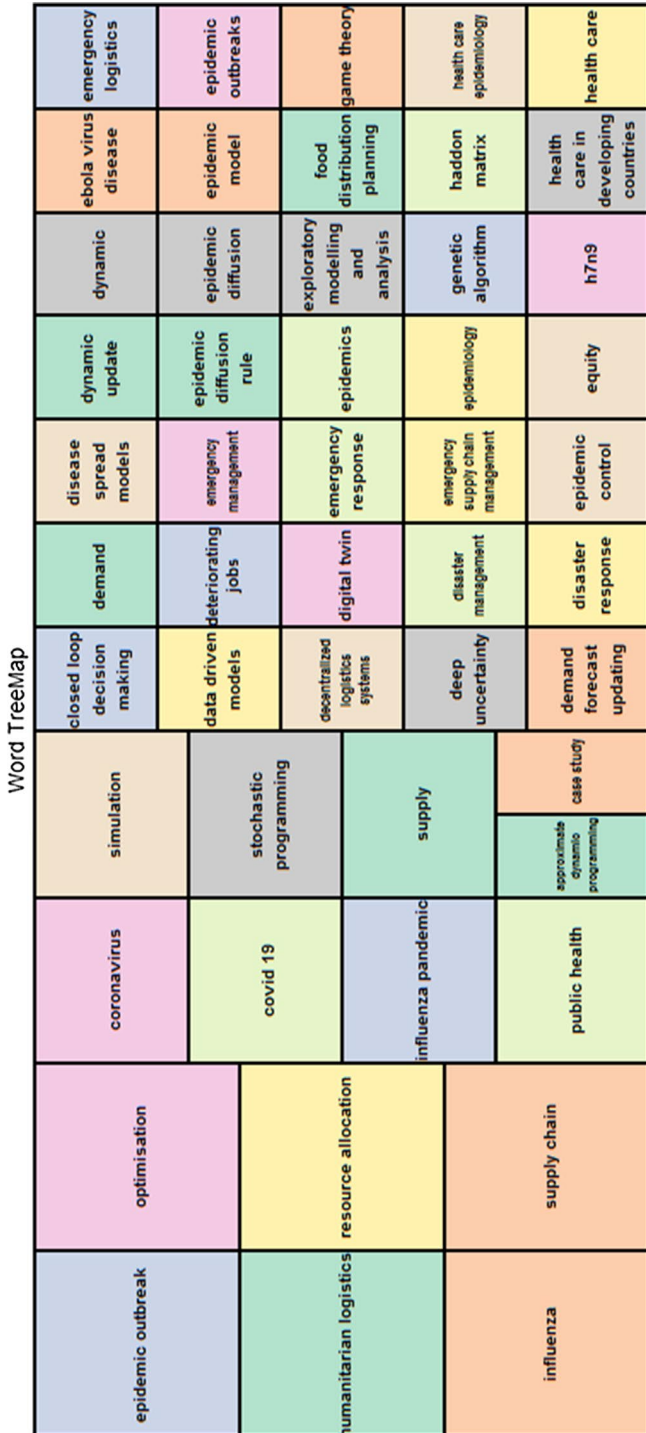 Word TreeMap
epidemic outbreak
humanitarian logistics
influenza
optimisation
resource allocation
supply chain
coronavirus
covid 19
influenza pandemic
public health
simulation
stochastic
programming
supply
approximate
dynamic
programming
case study
closed loop
decision
making
data driven
models
decentralized
logistics
systems
deep
uncertainty
demand
forecast
updating
demand
deteriorating
jobs
digital twin
disaster
management
disaster
response
disease
spread
models
emergency
management
emergency
response
emergency
supply chain
management
epidemic
control
dynamic
update
epidemic
diffusion
rule
epidemics
epidemiology
equity
dynamic
epidemic
diffusion
exploratory
modelling
and
analysis
genetic
algorithm
h7n9
ebola virus
disease
epidemic
model
food
distribution
planning
haddon
matrix
health
care in
developing
countries
emergency
logistics
epidemic
outbreaks
game theory
health care
epidemiology
health care